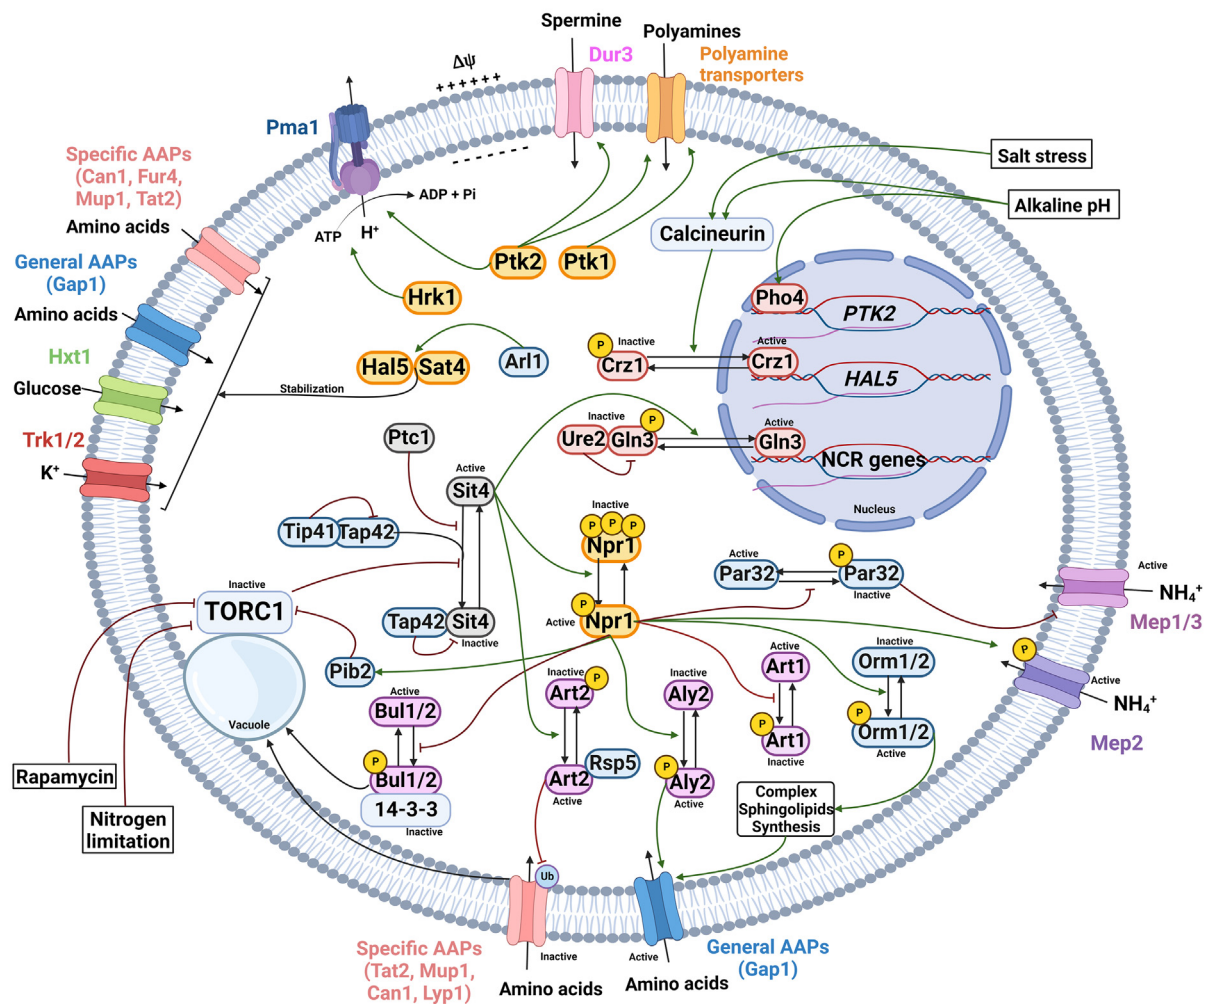 Spermine
Polyamines
Dur3
Polyamine
transporters
Δψ
++++++
------
Pma1
Specific AAPs
(Can1, Fur4,
Mup1, Tat2)
Amino acids
ADP + Pi
ATP
H+
Salt stress
Alkaline pH
Calcineurin
General AAPs
(Gap1)
Amino acids
Ptk2
Ptk1
Hrk1
Pho4
PTK2
Hxt1
Glucose
Hal5
Sat4
Arl1
Stabilization
P
Inactive
Crz1
Active
Crz1
HAL5
Trk1/2
K+
Ptc1
Inactive
Ure2
Gln3
P
Active
Gln3
NCR genes
Nucleus
Active
Sit4
Tip41
Tap42
Inactive
P
P
P
Npr1
Active
Par32
P
Par32
Inactive
Active
NH4+
Mep1/3
Inactive
TORC1
Tap42
Sit4
Inactive
P
Active
Npr1
Pib2
Vacuole
Active
Bul1/2
P
Bul1/2
14-3-3
Inactive
Inactive
Art2
P
Rsp5
Art2
Active
Inactive
Aly2
P
Aly2
Active
Active
Art1
P
Art1
Inactive
Inactive
Orm1/2
P
Orm1/2
Active
P
NH4+
Mep2
Rapamycin
Nitrogen
limitation
Complex
Sphingolipids
Synthesis
Ub
Specific AAPs
(Tat2, Mup1,
Can1, Lyp1)
Inactive
Amino acids
Active
Amino acids
General AAPs
(Gap1)